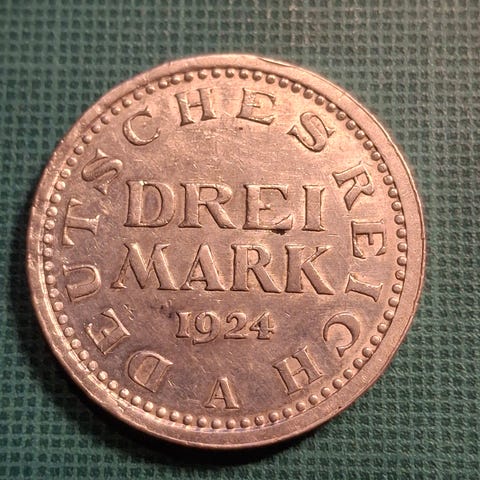 DEUTSCHES REICH
DREI
MARK
1924
A